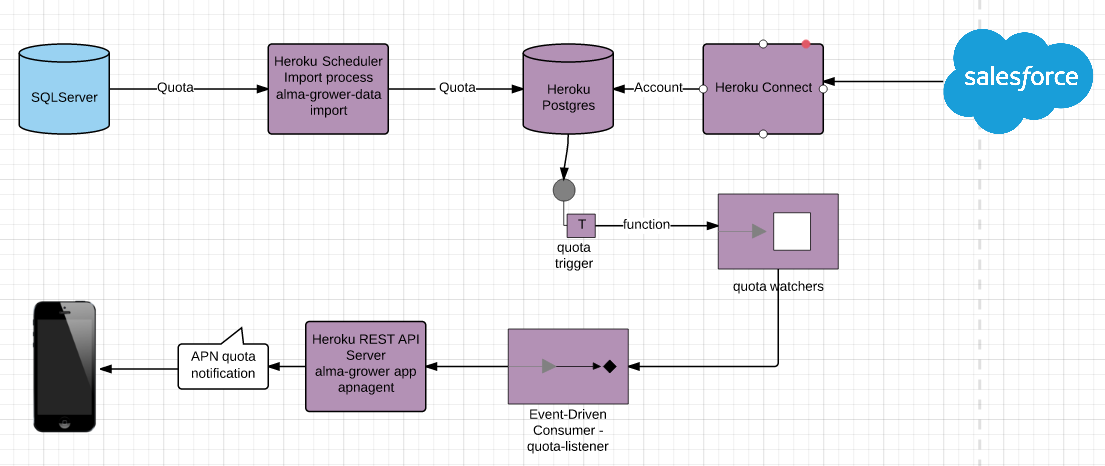 SQLServer
Quota
Heroku Scheduler
Import process
alma-grower-data
import
Quota
Heroku
Postgres
Account
Heroku Connect
salesforce
T
function
quota
trigger
quota watchers
APN quota
notification
Heroku REST API
Server
alma-grower app
apnagent
Event-Driven
Consumer -
quota-listener